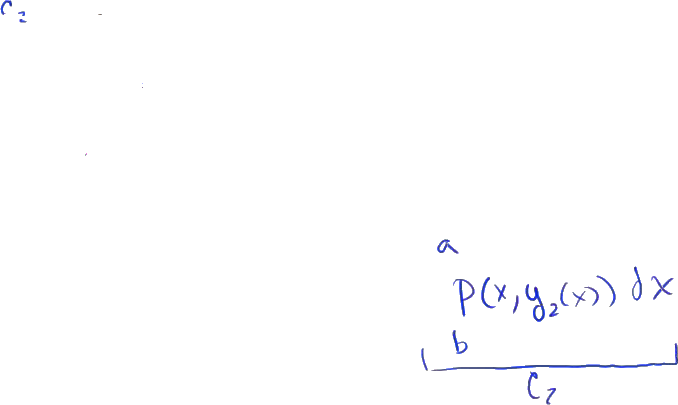 C₂
a
P(x, y₂(x)) dx
b
C₂